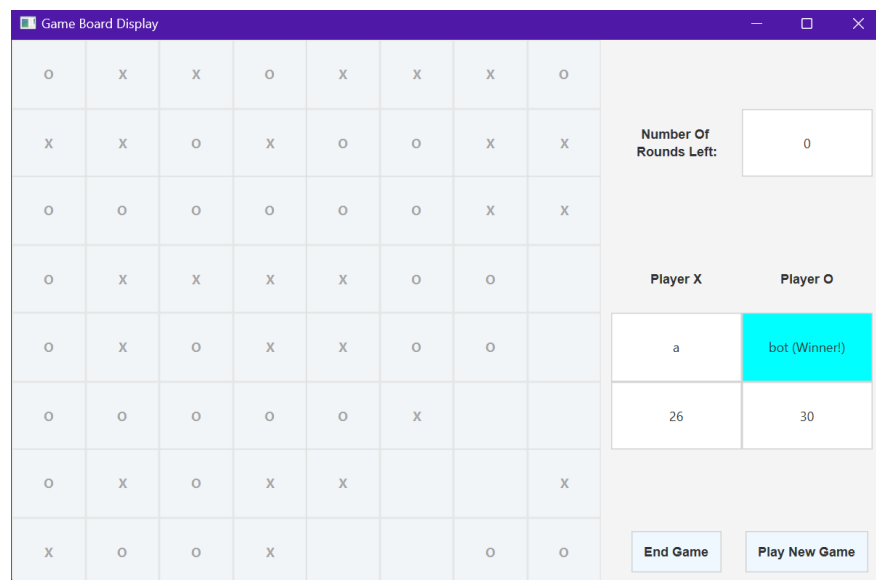 Game Board Display
O X X O X X X O
X X O X O O X X
Number Of
Rounds Left:
0
O O O O O O X X
O X X X X O O
Player X
Player O
O X O X X O O
a
bot (Winner!)
O O O O O X
26
30
O X O X X X
X O O X O O
End Game
Play New Game